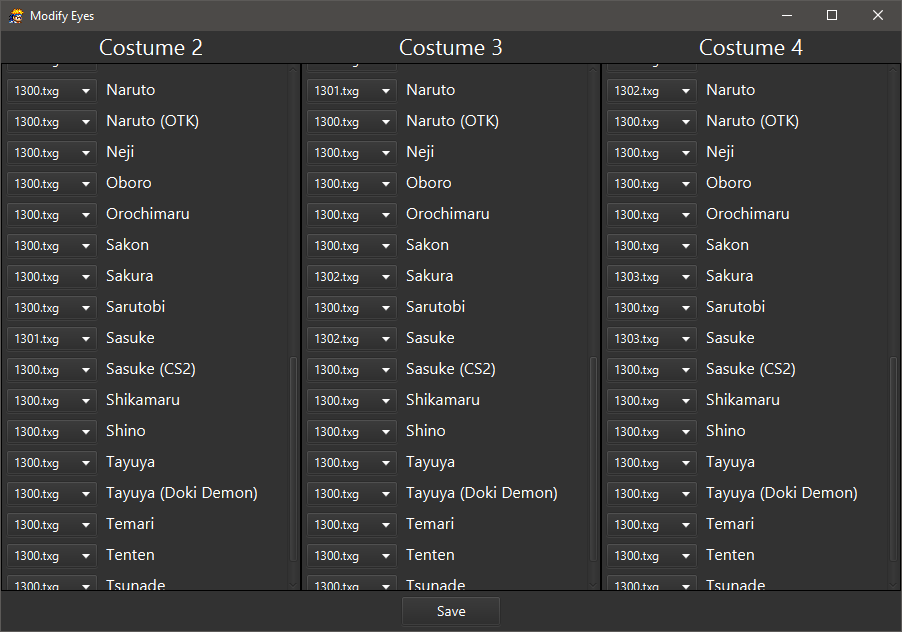 Modify Eyes
Costume 2 Costume 3 Costume 4
1300.txg Naruto 1301.txg Naruto 1302.txg Naruto
1300.txg Naruto (OTK) 1300.txg Naruto (OTK) 1300.txg Naruto (OTK)
1300.txg Neji 1300.txg Neji 1300.txg Neji
1300.txg Oboro 1300.txg Oboro 1300.txg Oboro
1300.txg Orochimaru 1300.txg Orochimaru 1300.txg Orochimaru
1300.txg Sakon 1300.txg Sakon 1300.txg Sakon
1300.txg Sakura 1302.txg Sakura 1303.txg Sakura
1300.txg Sarutobi 1300.txg Sarutobi 1300.txg Sarutobi
1301.txg Sasuke 1302.txg Sasuke 1303.txg Sasuke
1300.txg Sasuke (CS2) 1300.txg Sasuke (CS2) 1300.txg Sasuke (CS2)
1300.txg Shikamaru 1300.txg Shikamaru 1300.txg Shikamaru
1300.txg Shino 1300.txg Shino 1300.txg Shino
1300.txg Tayuya 1300.txg Tayuya 1300.txg Tayuya
1300.txg Tayuya (Doki Demon) 1300.txg Tayuya (Doki Demon) 1300.txg Tayuya (Doki Demon)
1300.txg Temari 1300.txg Temari 1300.txg Temari
1300.txg Tenten 1300.txg Tenten 1300.txg Tenten
1300.txg Tsunade 1300.txg Tsunade 1300.txg Tsunade
Save